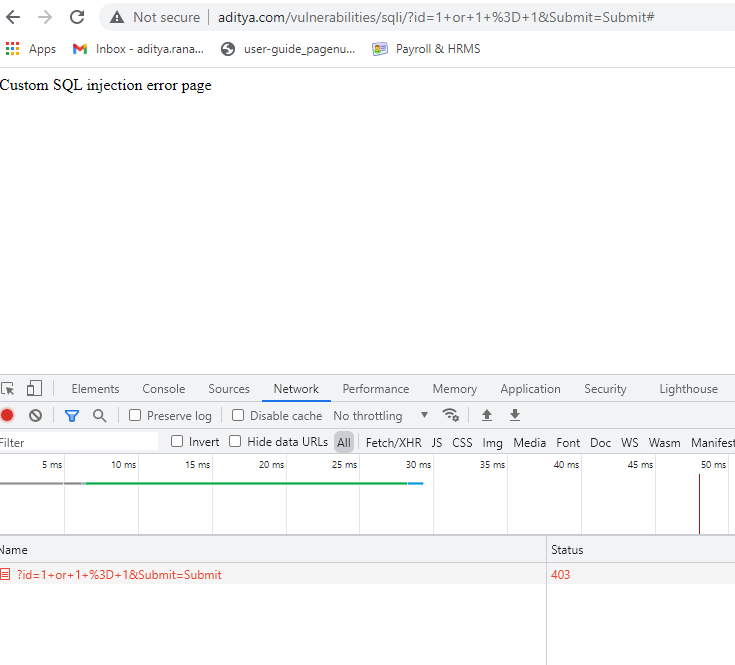 Not secure | aditya.com/vulnerabilities/sqli/?id=1+or+1+%3D+1&Submit=Submit#
Apps Inbox - aditya.rana... user-guide_pagenu... Payroll & HRMS
Custom SQL injection error page
Elements Console Sources Network Performance Memory Application Security Lighthouse
Preserve log Disable cache No throttling
Filter Invert Hide data URLs All Fetch/XHR JS CSS Img Media Font Doc WS Wasm Manifest
5 ms 10 ms 15 ms 20 ms 25 ms 30 ms 35 ms 40 ms 45 ms 50 ms
Name Status
?id=1+or+1+%3D+1&Submit=Submit 403